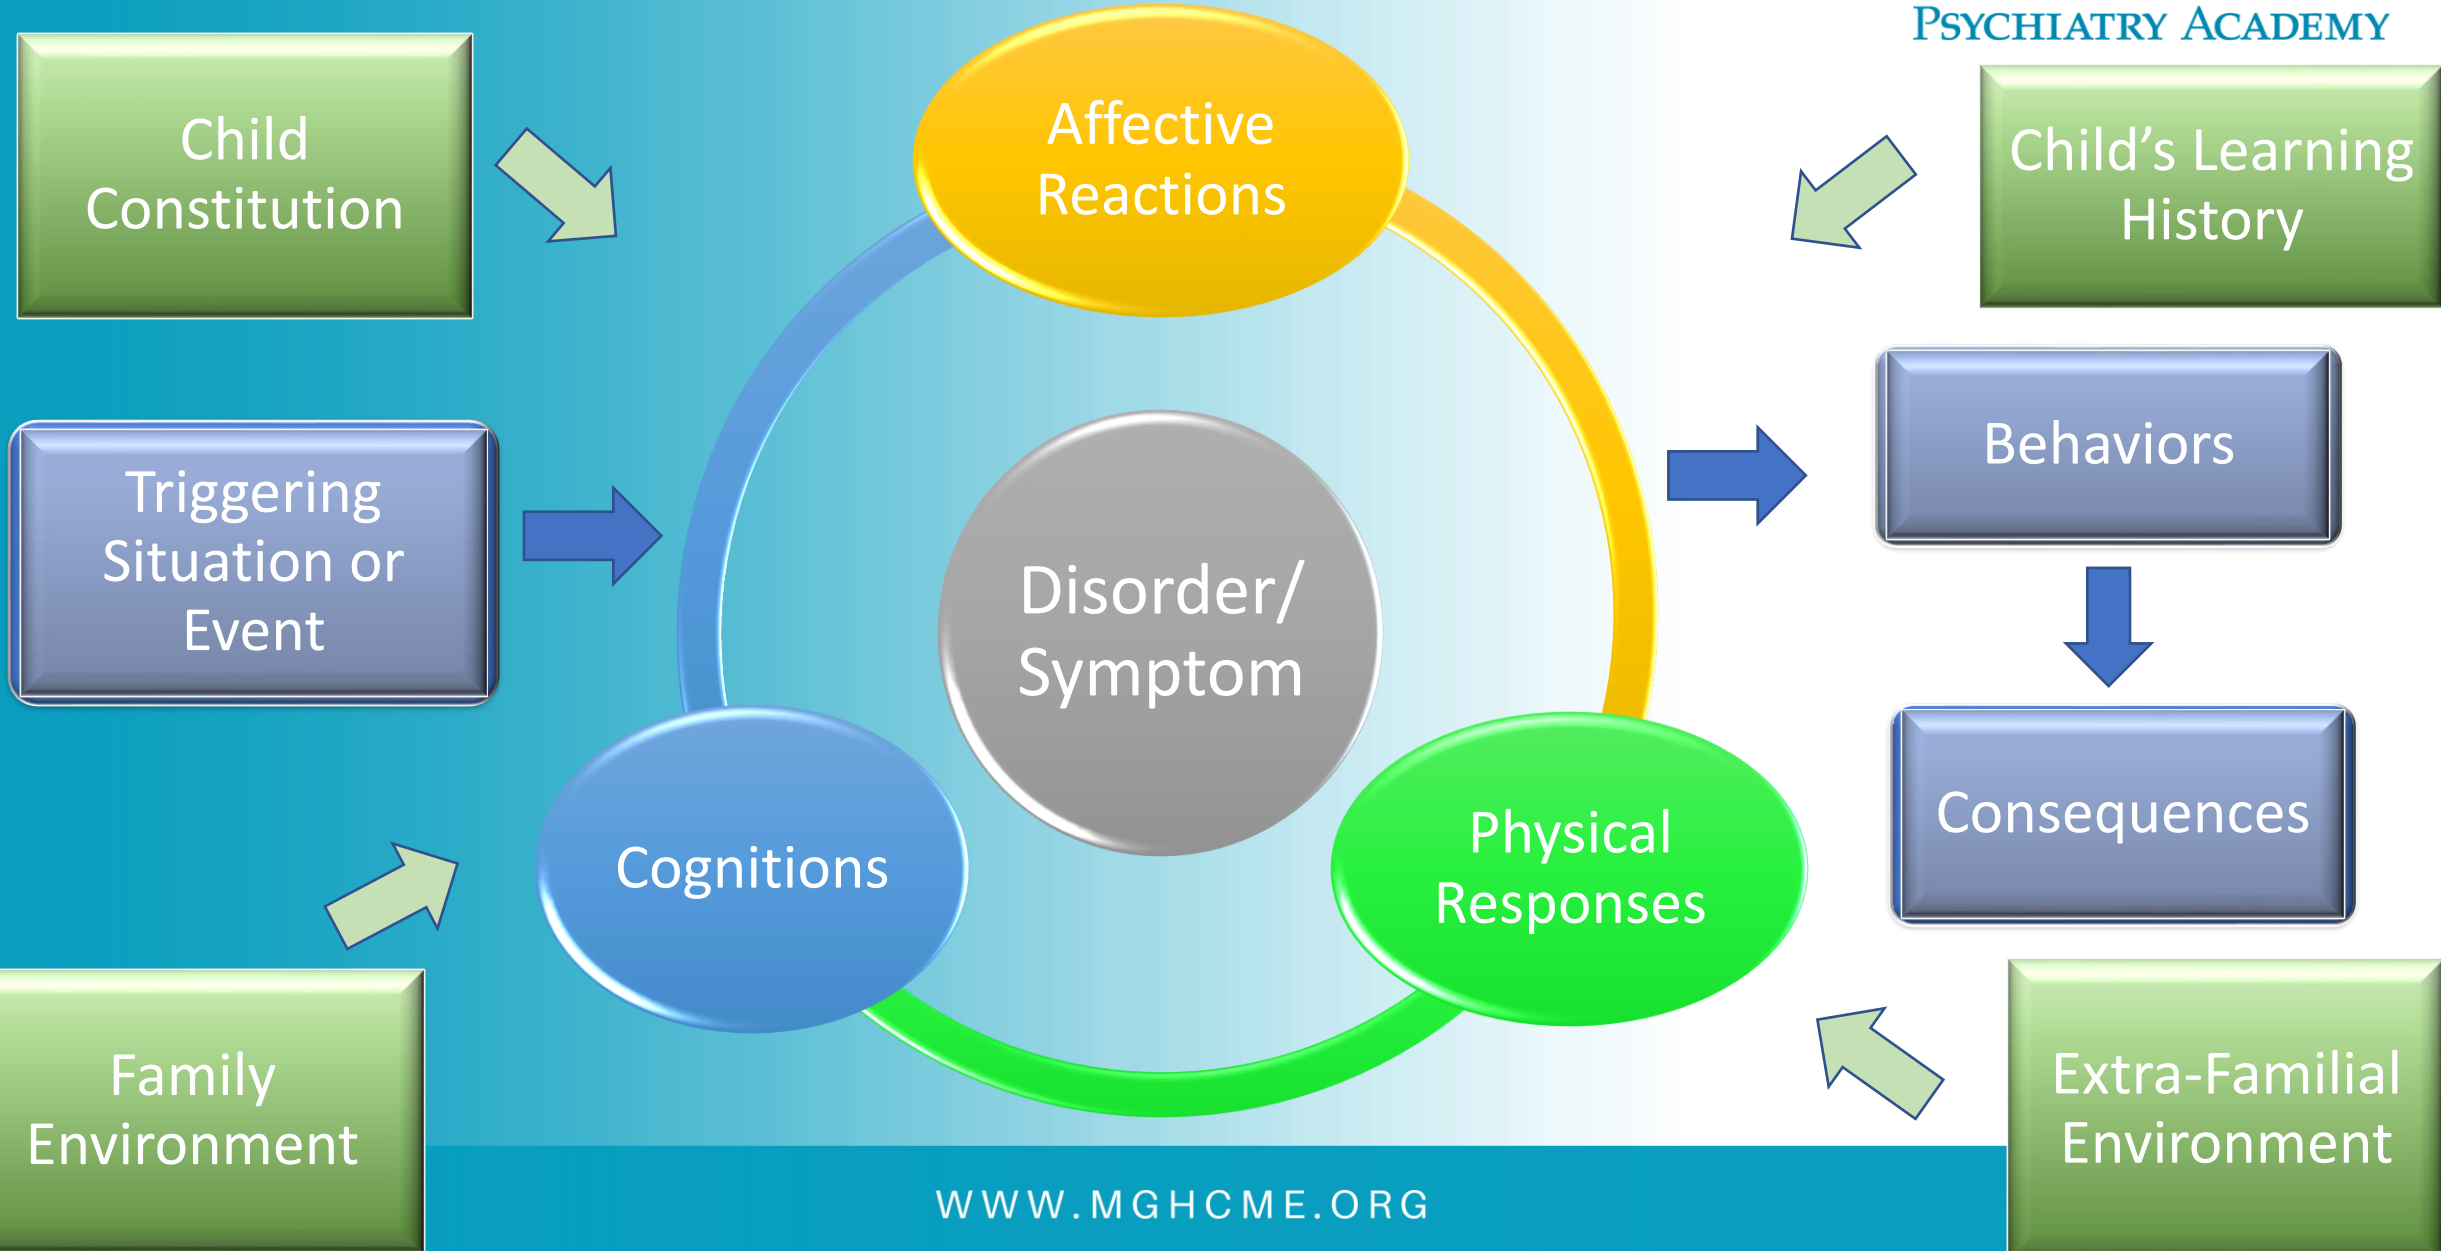 PSYCHIATRY ACADEMY
Child
Constitution
Affective
Reactions
Child’s Learning
History
Triggering
Situation or
Event
Behaviors
Disorder/
Symptom
Cognitions
Physical
Responses
Consequences
Family
Environment
Extra-Familial
Environment
WWW.MGHCME.ORG